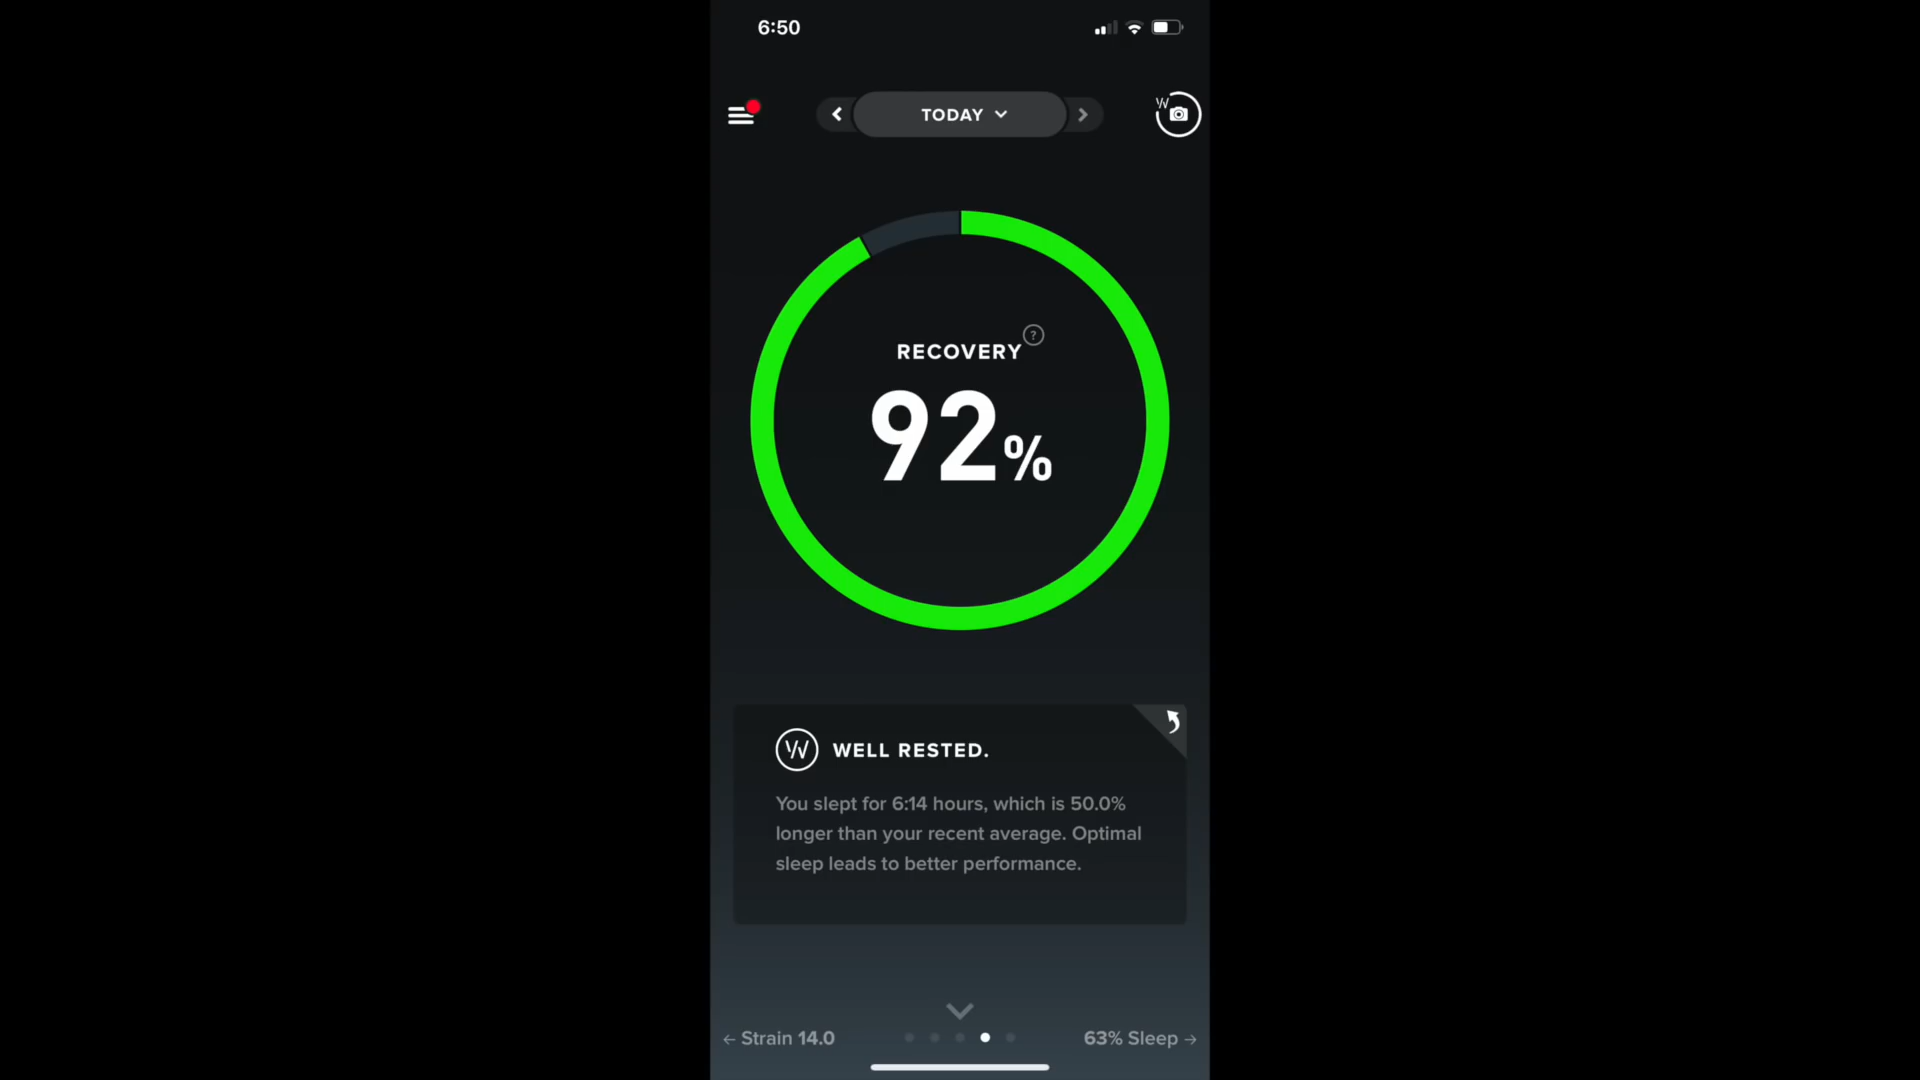 6:50
TODAY
W
RECOVERY ?
92%
W WELL RESTED.
You slept for 6:14 hours, which is 50.0%
longer than your recent average. Optimal
sleep leads to better performance.
← Strain 14.0
63% Sleep →